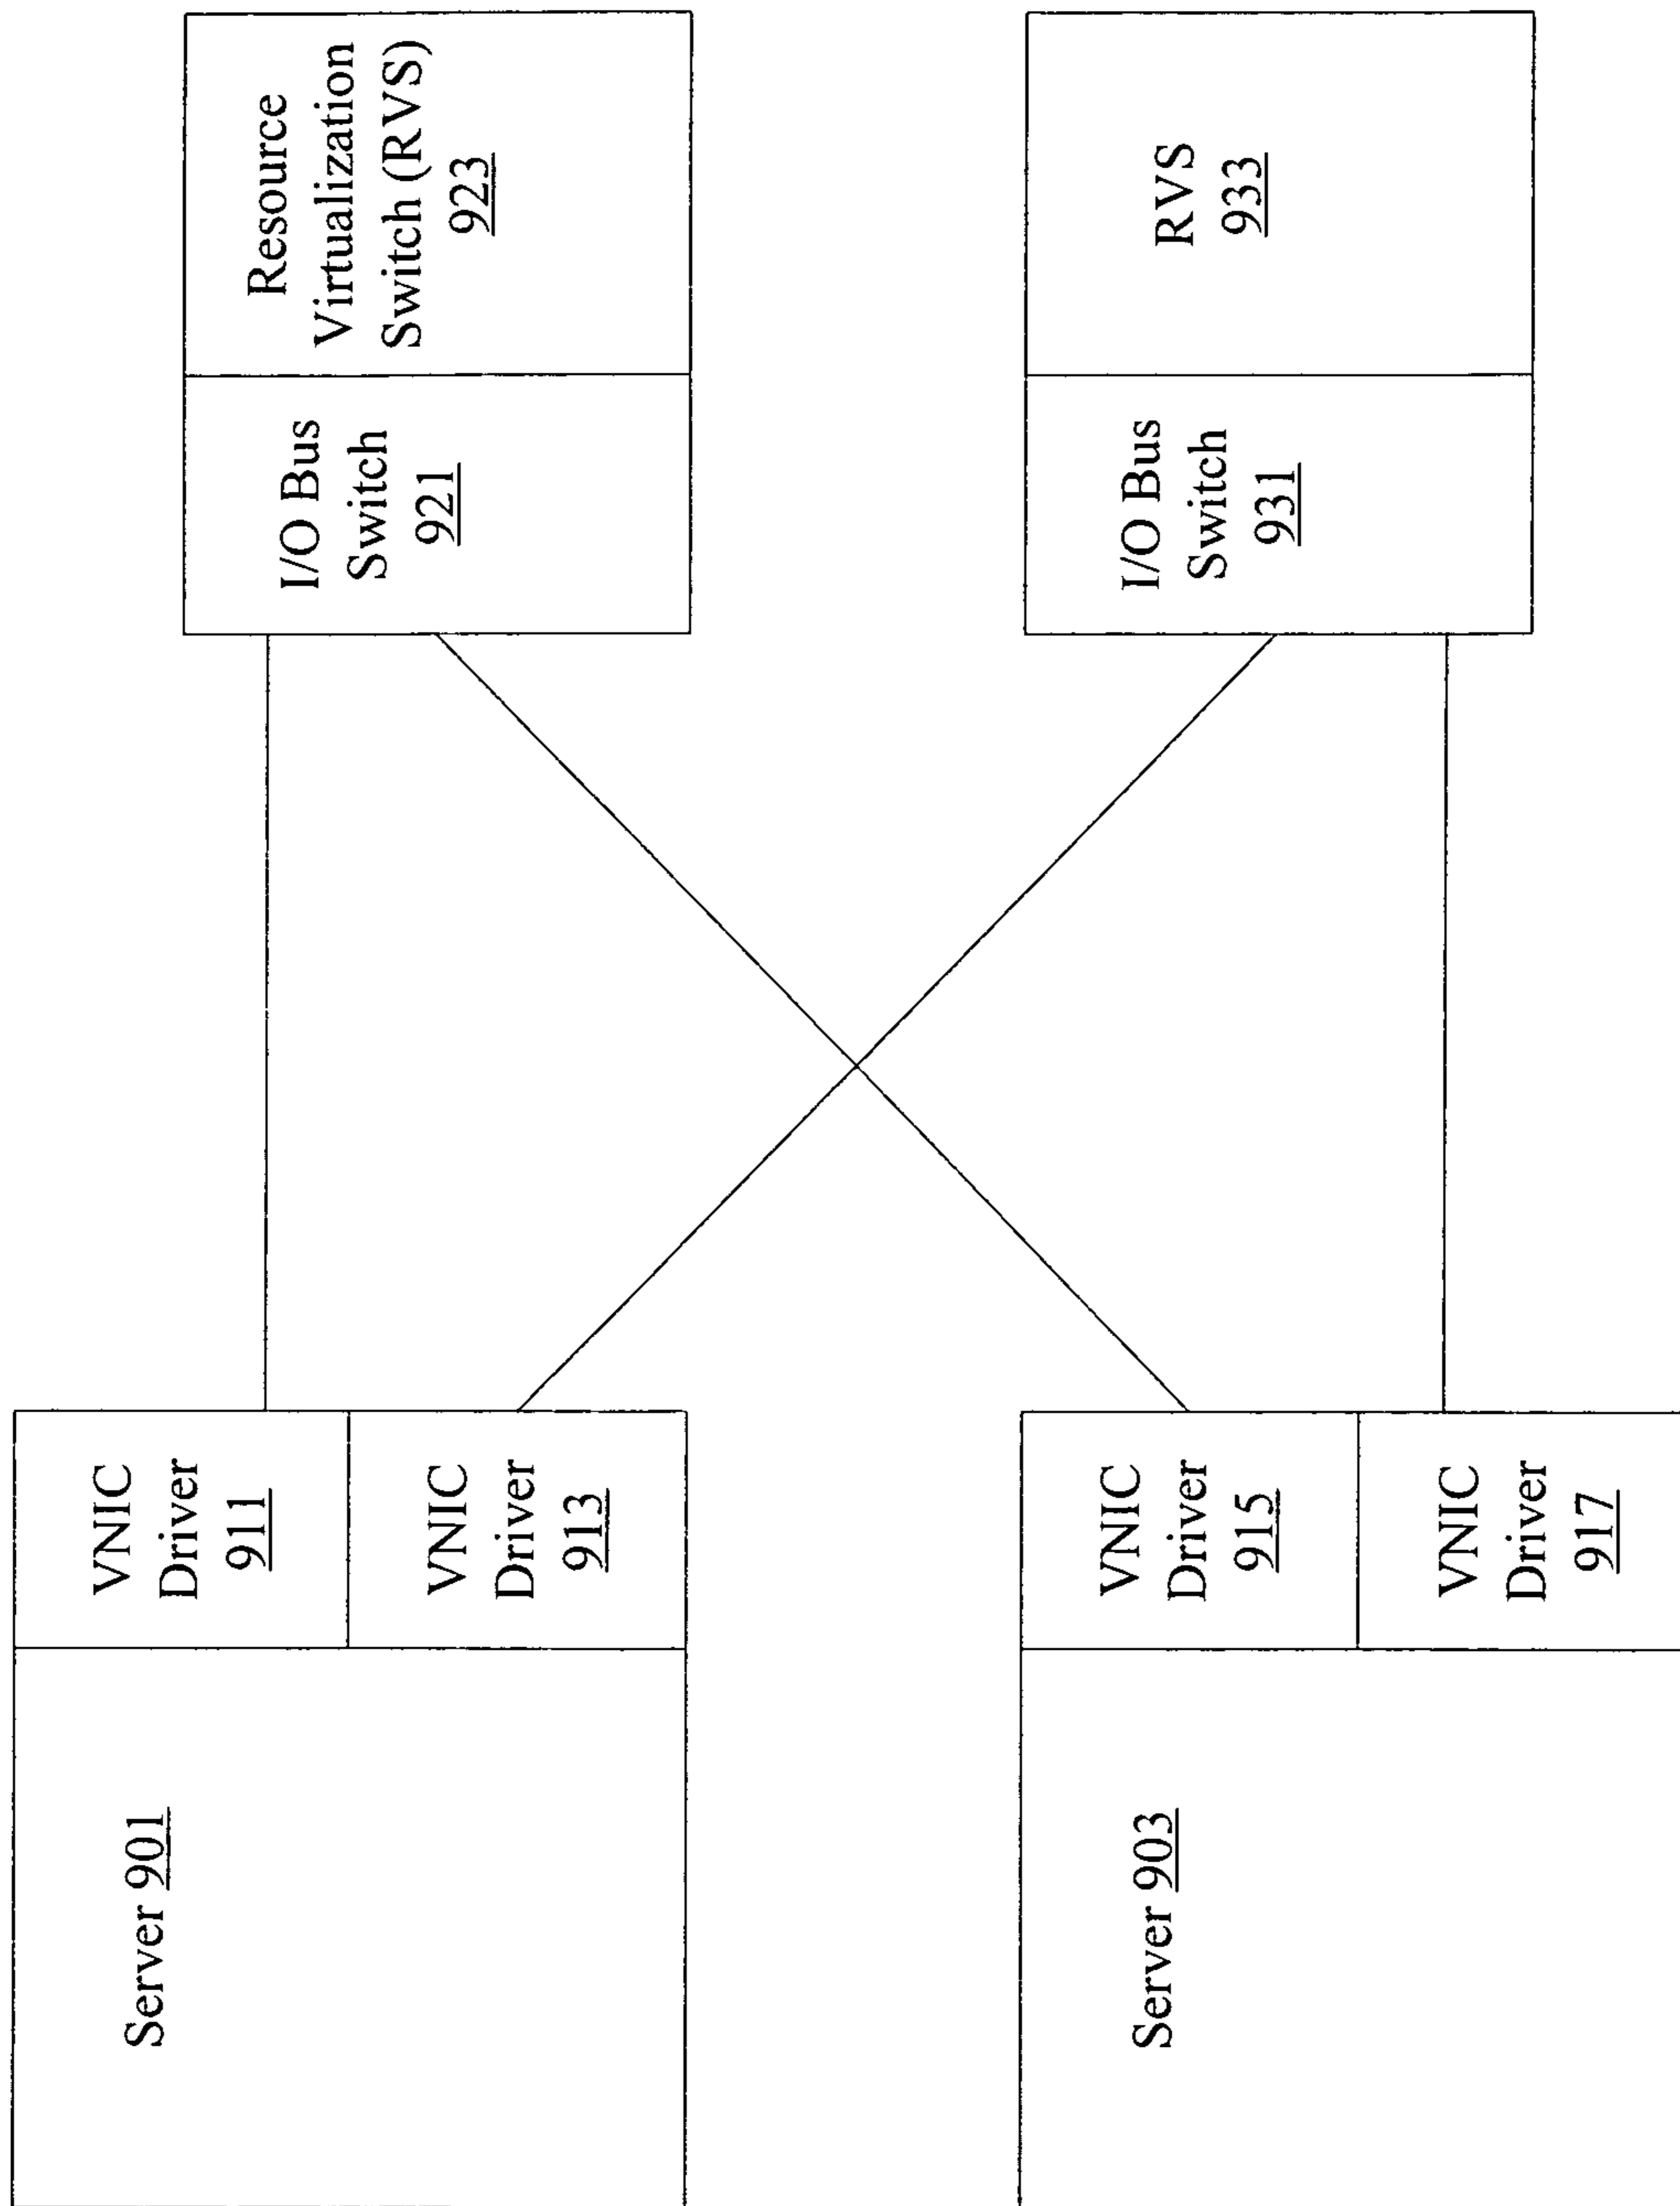 Server 901
VNIC
Driver
911
VNIC
Driver
913
I/O Bus
Switch
921
Resource
Virtualization
Switch (RVS)
923
Server 903
VNIC
Driver
915
VNIC
Driver
917
I/O Bus
Switch
931
RVS
933